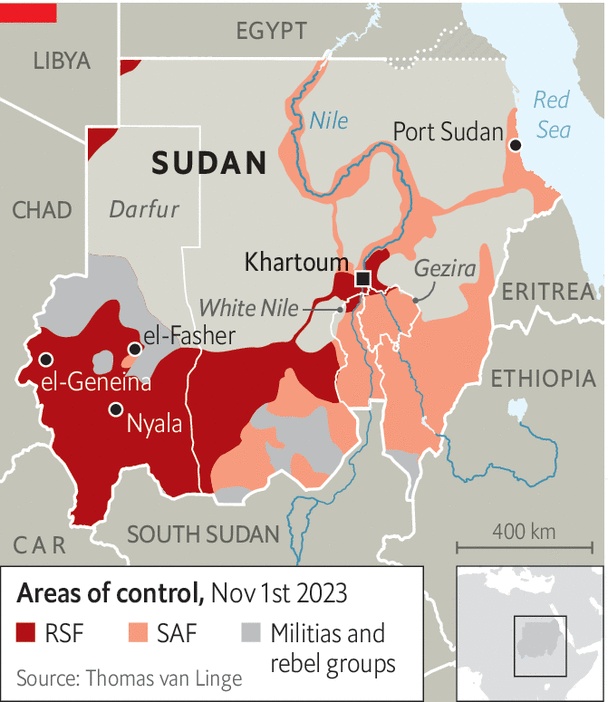 EGYPT
LIBYA
Red
Sea
Nile
Port Sudan
SUDAN
CHAD
Darfur
Khartoum
Gezira
ERITREA
White Nile
el-Fasher
ETHIOPIA
el-Geneina
Nyala
SOUTH SUDAN
CAR
400 km
Areas of control, Nov 1st 2023
RSF
SAF
Militias and
rebel groups
Source: Thomas van Linge